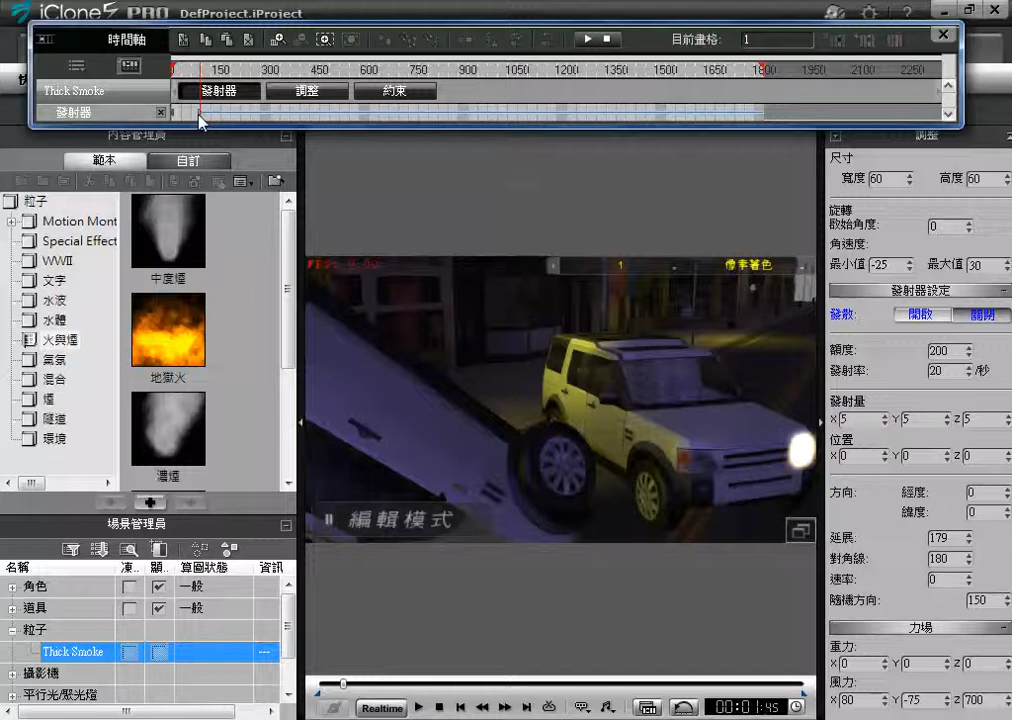 iClone5 PRO DefProject.iProject
時間軸
目前畫格: 1
150 300 450 600 750 900 1050 1200 1350 1500 1650 1800 1950 2100 2250
Thick Smoke 發射器 調整 約束
發射器
內容管理員
範本 自訂
粒子
Motion Mont
Special Effect
WWII
文字
水波
水體
火與煙
氣氛
混合
煙
隧道
環境
中度煙
地獄火
濃煙
場景管理員
名稱 凍.. 顯.. 算圖狀態 資訊
角色 一般
道具 一般
粒子
Thick Smoke ---
攝影機
平行光/聚光燈
1 像素著色
編輯模式
Realtime 00:01:45
調整
尺寸
寬度 60 高度 60
旋轉
啟始角度: 0
角速度:
最小值 -25 最大值 30
發射器設定
發散: 開啟 關閉
額度: 200
發射率: 20 /秒
發射量
X 5 Y 5 Z 5
位置
X 0 Y 0 Z 0
方向: 經度: 0
緯度: 0
延展: 179
對角線: 180
速率: 0
隨機方向: 150
力場
重力:
X 0 Y 0 Z 0
風力:
X 80 Y -75 Z 700